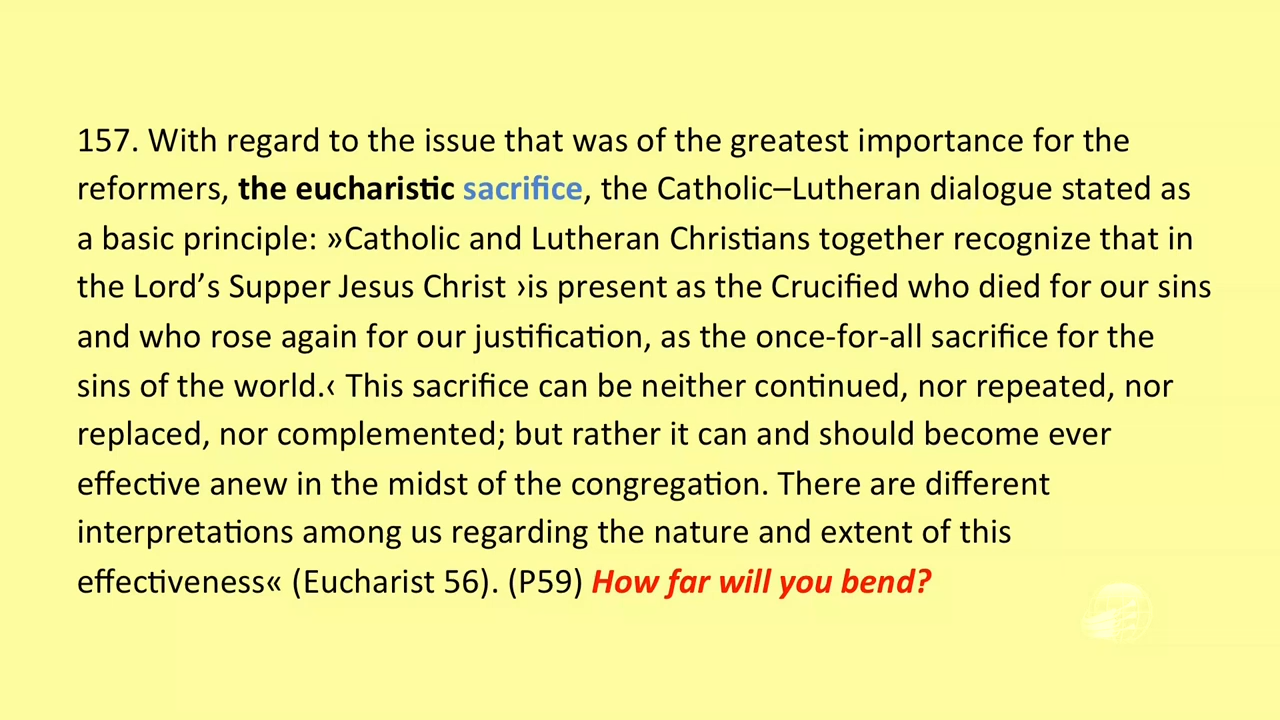 157. With regard to the issue that was of the greatest importance for the
reformers, the eucharistic sacrifice, the Catholic–Lutheran dialogue stated as
a basic principle: »Catholic and Lutheran Christians together recognize that in
the Lord’s Supper Jesus Christ ›is present as the Crucified who died for our sins
and who rose again for our justification, as the once-for-all sacrifice for the
sins of the world.‹ This sacrifice can be neither continued, nor repeated, nor
replaced, nor complemented; but rather it can and should become ever
effective anew in the midst of the congregation. There are different
interpretations among us regarding the nature and extent of this
effectiveness« (Eucharist 56). (P59) How far will you bend?